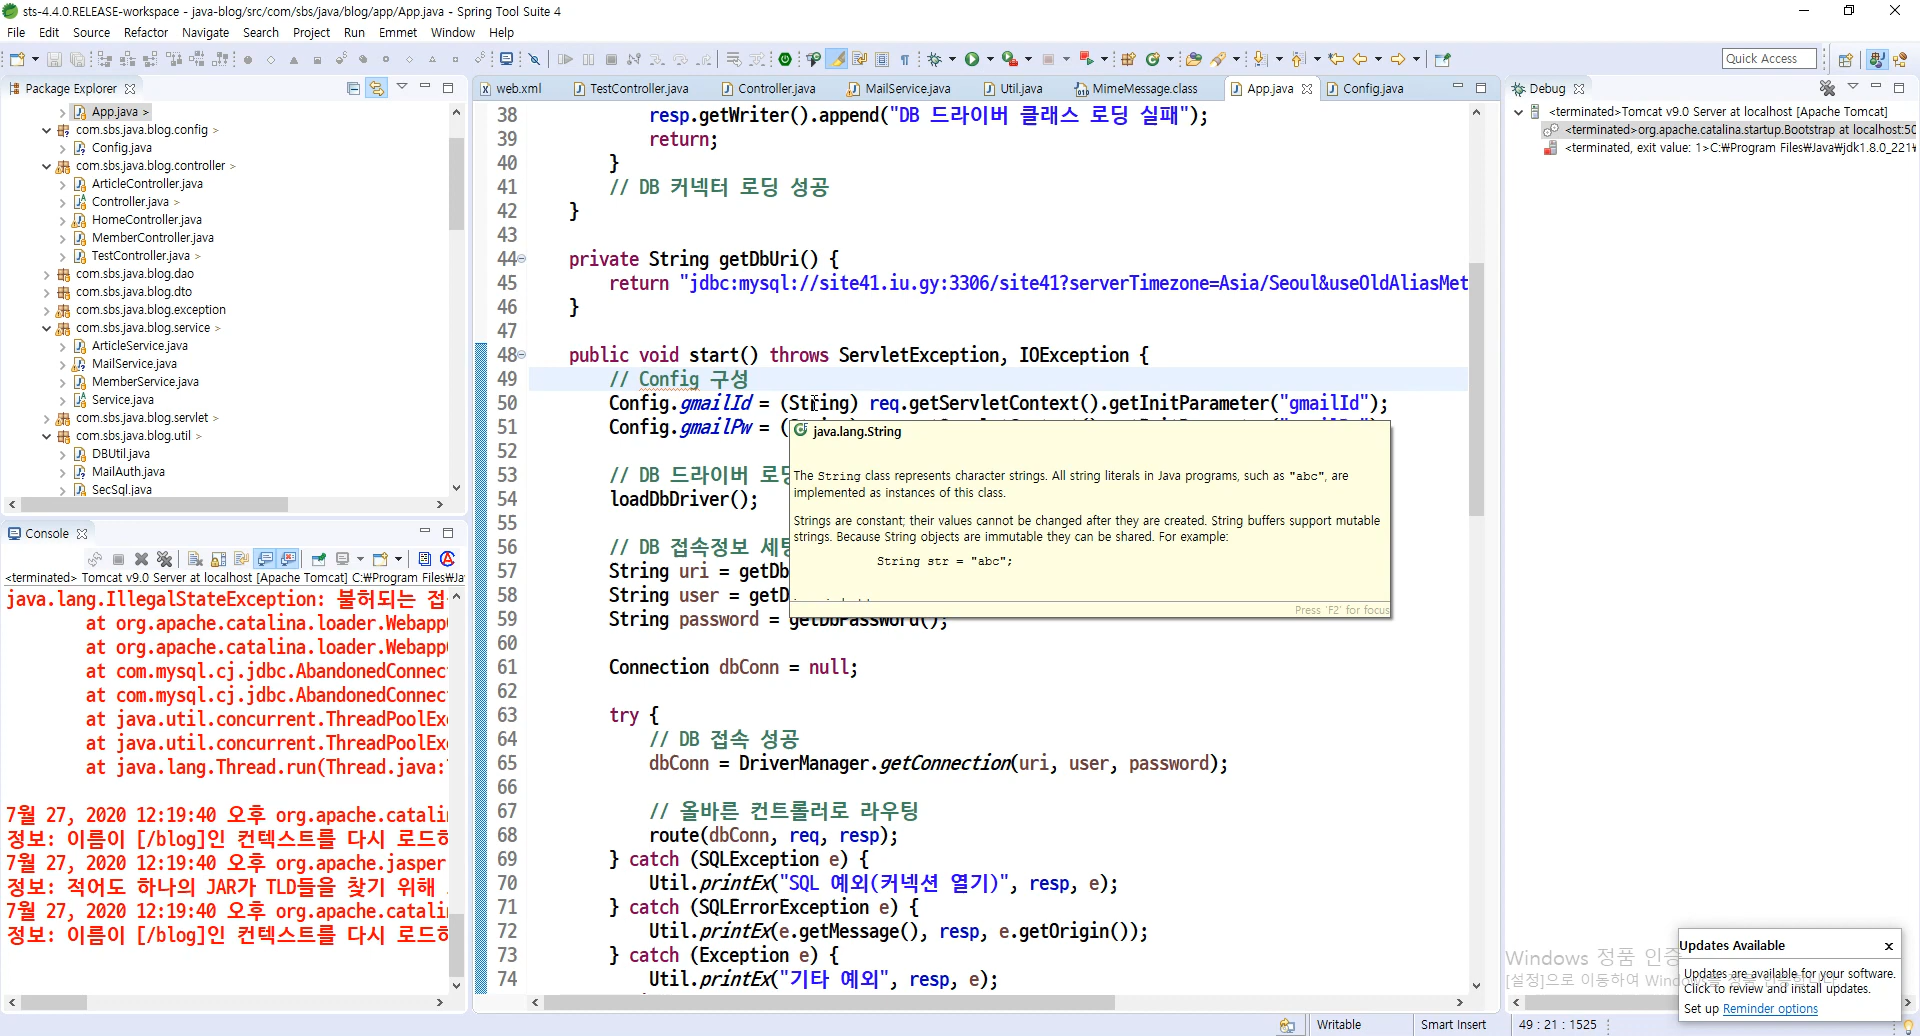 sts-4.4.0.RELEASE-workspace - java-blog/src/com/sbs/java/blog/app/App.java - Spring Tool Suite 4
File Edit Source Refactor Navigate Search Project Run Emmet Window Help
Quick Access
Package Explorer
App.java >
com.sbs.java.blog.config >
Config.java
com.sbs.java.blog.controller >
ArticleController.java
Controller.java >
HomeController.java
MemberController.java
TestController.java >
com.sbs.java.blog.dao
com.sbs.java.blog.dto
com.sbs.java.blog.exception
com.sbs.java.blog.service >
ArticleService.java
MailService.java
MemberService.java
Service.java
com.sbs.java.blog.servlet >
com.sbs.java.blog.util >
DBUtil.java
MailAuth.java
SecSql.java
Console
<terminated> Tomcat v9.0 Server at localhost [Apache Tomcat] C:₩Program Files₩Ja
java.lang.IllegalStateException: 불허되는 접
at org.apache.catalina.loader.Webapp
at org.apache.catalina.loader.Webapp
at com.mysql.cj.jdbc.AbandonedConnec
at com.mysql.cj.jdbc.AbandonedConnec
at java.util.concurrent.ThreadPoolEx
at java.util.concurrent.ThreadPoolEx
at java.lang.Thread.run(Thread.java:
7월 27, 2020 12:19:40 오후 org.apache.catali
정보: 이름이 [/blog]인 컨텍스트를 다시 로드하
7월 27, 2020 12:19:40 오후 org.apache.jasper
정보: 적어도 하나의 JAR가 TLD들을 찾기 위해
7월 27, 2020 12:19:40 오후 org.apache.catali
정보: 이름이 [/blog]인 컨텍스트를 다시 로드하
web.xml TestController.java Controller.java MailService.java Util.java MimeMessage.class App.java Config.java
38 resp.getWriter().append("DB 드라이버 클래스 로딩 실패");
39 return;
40 }
41 // DB 커넥터 로딩 성공
42 }
43
44 private String getDbUri() {
45 return "jdbc:mysql://site41.iu.gy:3306/site41?serverTimezone=Asia/Seoul&useOldAliasMet
46 }
47
48 public void start() throws ServletException, IOException {
49 // Config 구성
50 Config.gmailId = (String) req.getServletContext().getInitParameter("gmailId");
51 Config.gmailPw = (
52
53 // DB 드라이버 로딩
54 loadDbDriver();
55
56 // DB 접속정보 세팅
57 String uri = getDb
58 String user = getD
59 String password = getDbPassword();
60
61 Connection dbConn = null;
62
63 try {
64 // DB 접속 성공
65 dbConn = DriverManager.getConnection(uri, user, password);
66
67 // 올바른 컨트롤러로 라우팅
68 route(dbConn, req, resp);
69 } catch (SQLException e) {
70 Util.printEx("SQL 예외(커넥션 열기)", resp, e);
71 } catch (SQLErrorException e) {
72 Util.printEx(e.getMessage(), resp, e.getOrigin());
73 } catch (Exception e) {
74 Util.printEx("기타 예외", resp, e);
java.lang.String
The String class represents character strings. All string literals in Java programs, such as "abc", are
implemented as instances of this class.
Strings are constant; their values cannot be changed after they are created. String buffers support mutable
strings. Because String objects are immutable they can be shared. For example:
String str = "abc";
Press 'F2' for focus
Debug
<terminated>Tomcat v9.0 Server at localhost [Apache Tomcat]
<terminated>org.apache.catalina.startup.Bootstrap at localhost:50
<terminated, exit value: 1>C:₩Program Files₩Java₩jdk1.8.0_221₩
Windows 정품 인증
[설정]으로 이동하여
Updates Available
Updates are available for your software.
Click to review and install updates.
Set up Reminder options
Writable Smart Insert 49 : 21 : 1525